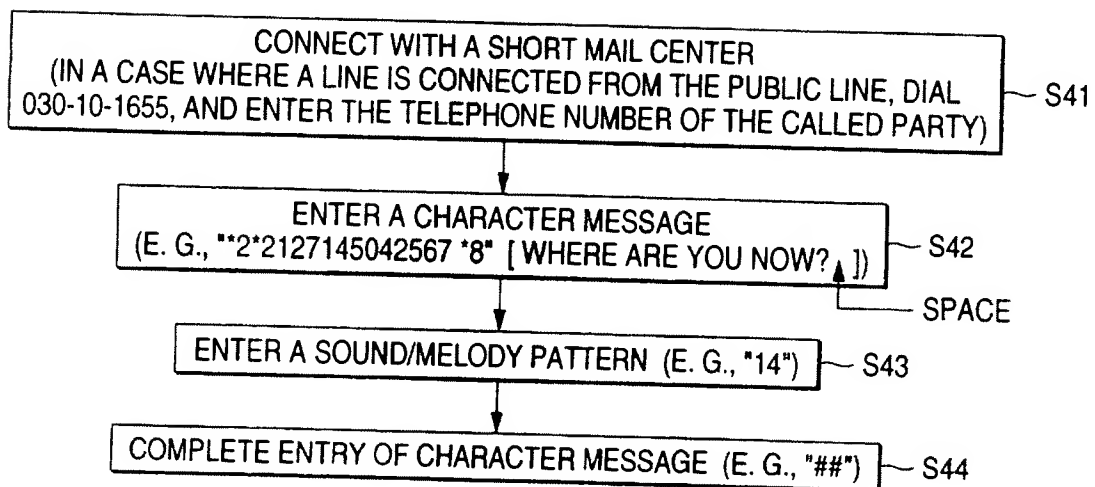 CONNECT WITH A SHORT MAIL CENTER
(IN A CASE WHERE A LINE IS CONNECTED FROM THE PUBLIC LINE, DIAL
030-10-1655, AND ENTER THE TELEPHONE NUMBER OF THE CALLED PARTY)
S41
ENTER A CHARACTER MESSAGE
(E. G., "*2*2127145042567 *8" [ WHERE ARE YOU NOW? ])
S42
SPACE
ENTER A SOUND/MELODY PATTERN (E. G., "14")
S43
COMPLETE ENTRY OF CHARACTER MESSAGE (E. G., "##")
S44